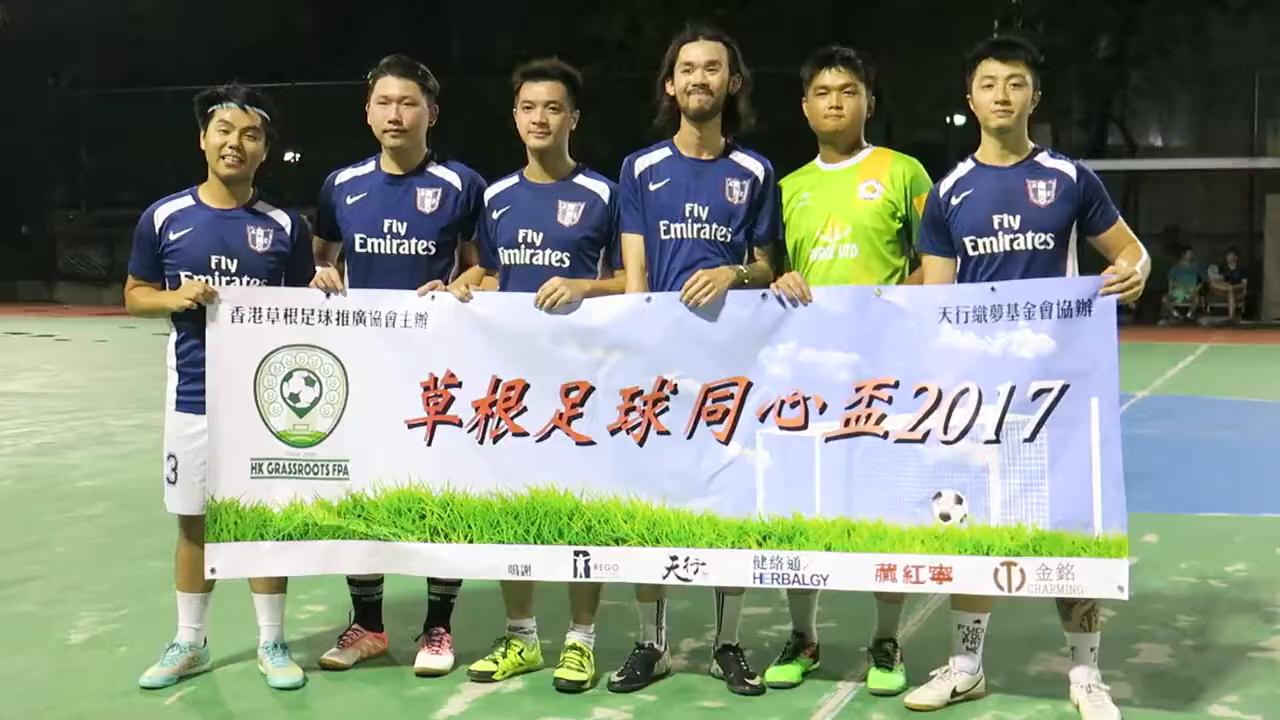 Fly
Emirates
Fly
Emirates
Fly
Emirates
Fly
Emirates
Fly
Emirates
香港草根足球推廣協會主辦
天行織夢基金會協辦
草根足球同心盃2017
HK GRASSROOTS FPA
鳴謝
REGO
天行
健絡通
HERBALGY
藏紅寧
金銘
CHARMING
3